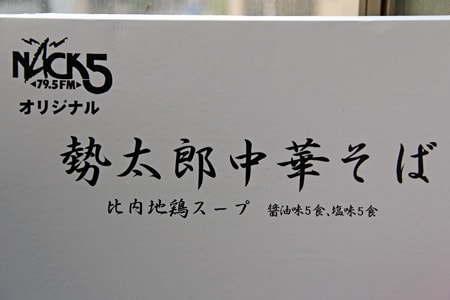 NACK5
79.5FM
オリジナル
勢太郎中華そば
比内地鶏スープ 醤油味5食、塩味5食